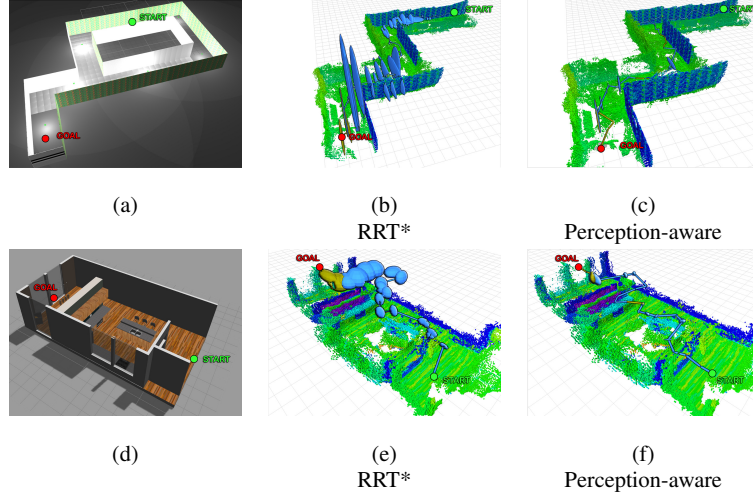 START
GOAL
START
GOAL
START
GOAL
(a)
(b)
(c)
RRT*
Perception-aware
GOAL
START
GOAL
START
GOAL
START
(d)
(e)
(f)
RRT*
Perception-aware